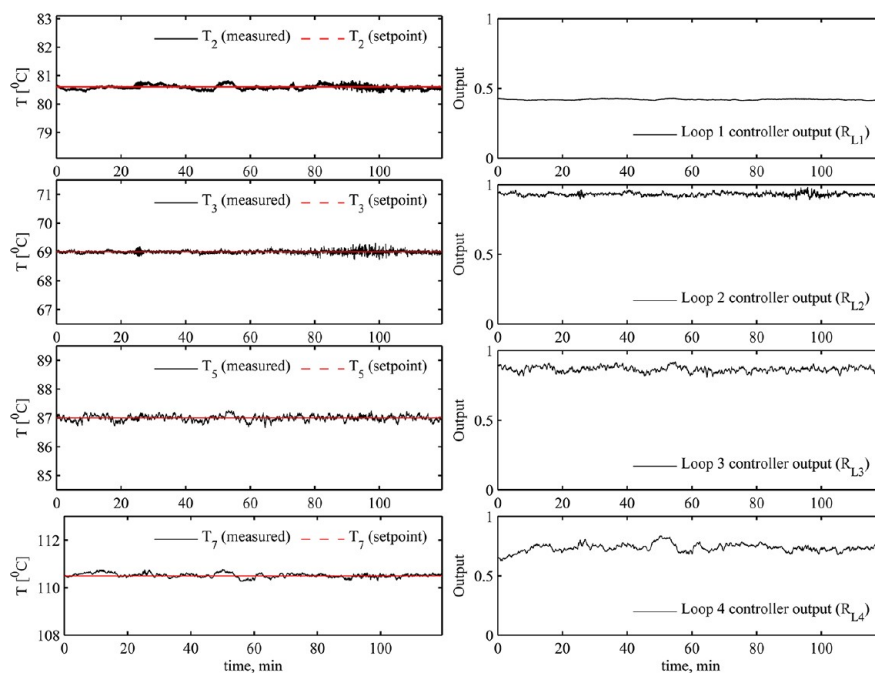 T2 (measured) T2 (setpoint)
T [0C]
83
82
81
80
79
0 20 40 60 80 100
1
0.5
0
Output
Loop 1 controller output (RL1)
0 20 40 60 80 100
T3 (measured) T3 (setpoint)
T [0C]
71
70
69
68
67
0 20 40 60 80 100
1
0.5
0
Output
Loop 2 controller output (RL2)
0 20 40 60 80 100
T5 (measured) T5 (setpoint)
T [0C]
89
88
87
86
85
0 20 40 60 80 100
1
0.5
0
Output
Loop 3 controller output (RL3)
0 20 40 60 80 100
T7 (measured) T7 (setpoint)
T [0C]
112
110
108
0 20 40 60 80 100
time, min
1
0.5
0
Output
Loop 4 controller output (RL4)
0 20 40 60 80 100
time, min